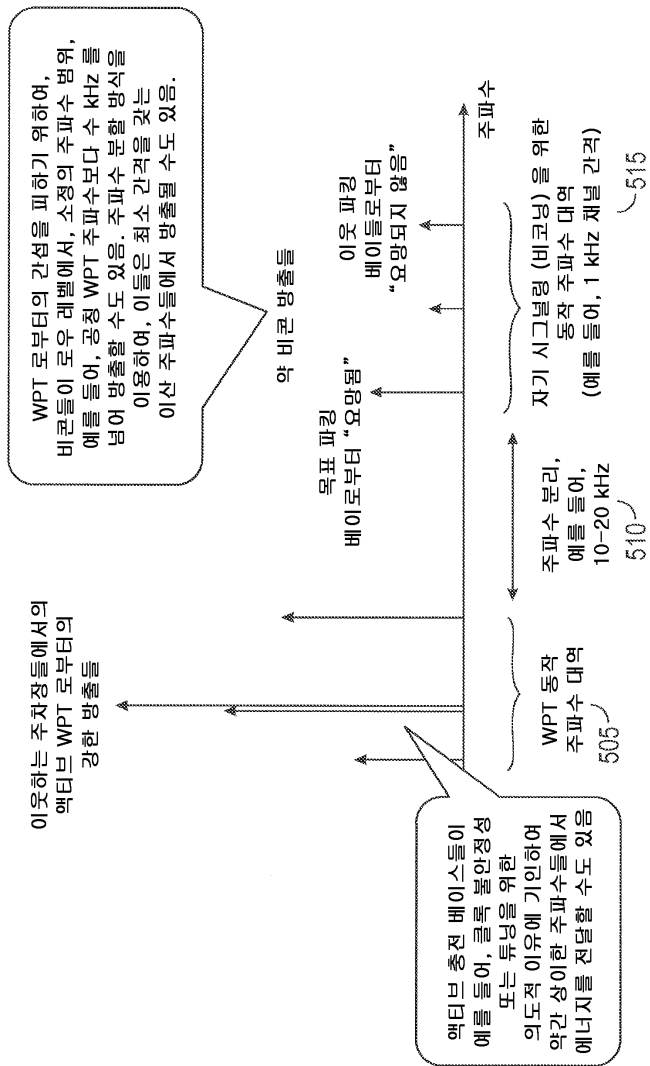 WPT 로부터의 간섭을 피하기 위하여,
비콘들이 로우 레벨에서, 소정의 주파수 범위,
예를 들어, 공칭 WPT 주파수보다 수 kHz 를
넘어 방출할 수도 있음. 주파수 분할 방식을
이용하여, 이들은 최소 간격을 갖는
이산 주파수들에서 방출될 수도 있음.
이웃하는 주차장들에서의
액티브 WPT 로부터의
강한 방출들
약 비콘 방출들
목표 파킹
베이로부터 “요망됨”
이웃 파킹
베이들로부터
“요망되지 않음”
주파수
액티브 충전 베이스들이
예를 들어, 클록 불안정성
또는 튜닝을 위한
의도적 이유에 기인하여
약간 상이한 주파수들에서
에너지를 전달할 수도 있음
WPT 동작
주파수 대역
505
주파수 분리,
예를 들어,
10-20 kHz
510
자기 시그널링 (비코닝) 을 위한
동작 주파수 대역
(예를 들어, 1 kHz 채널 간격)
515